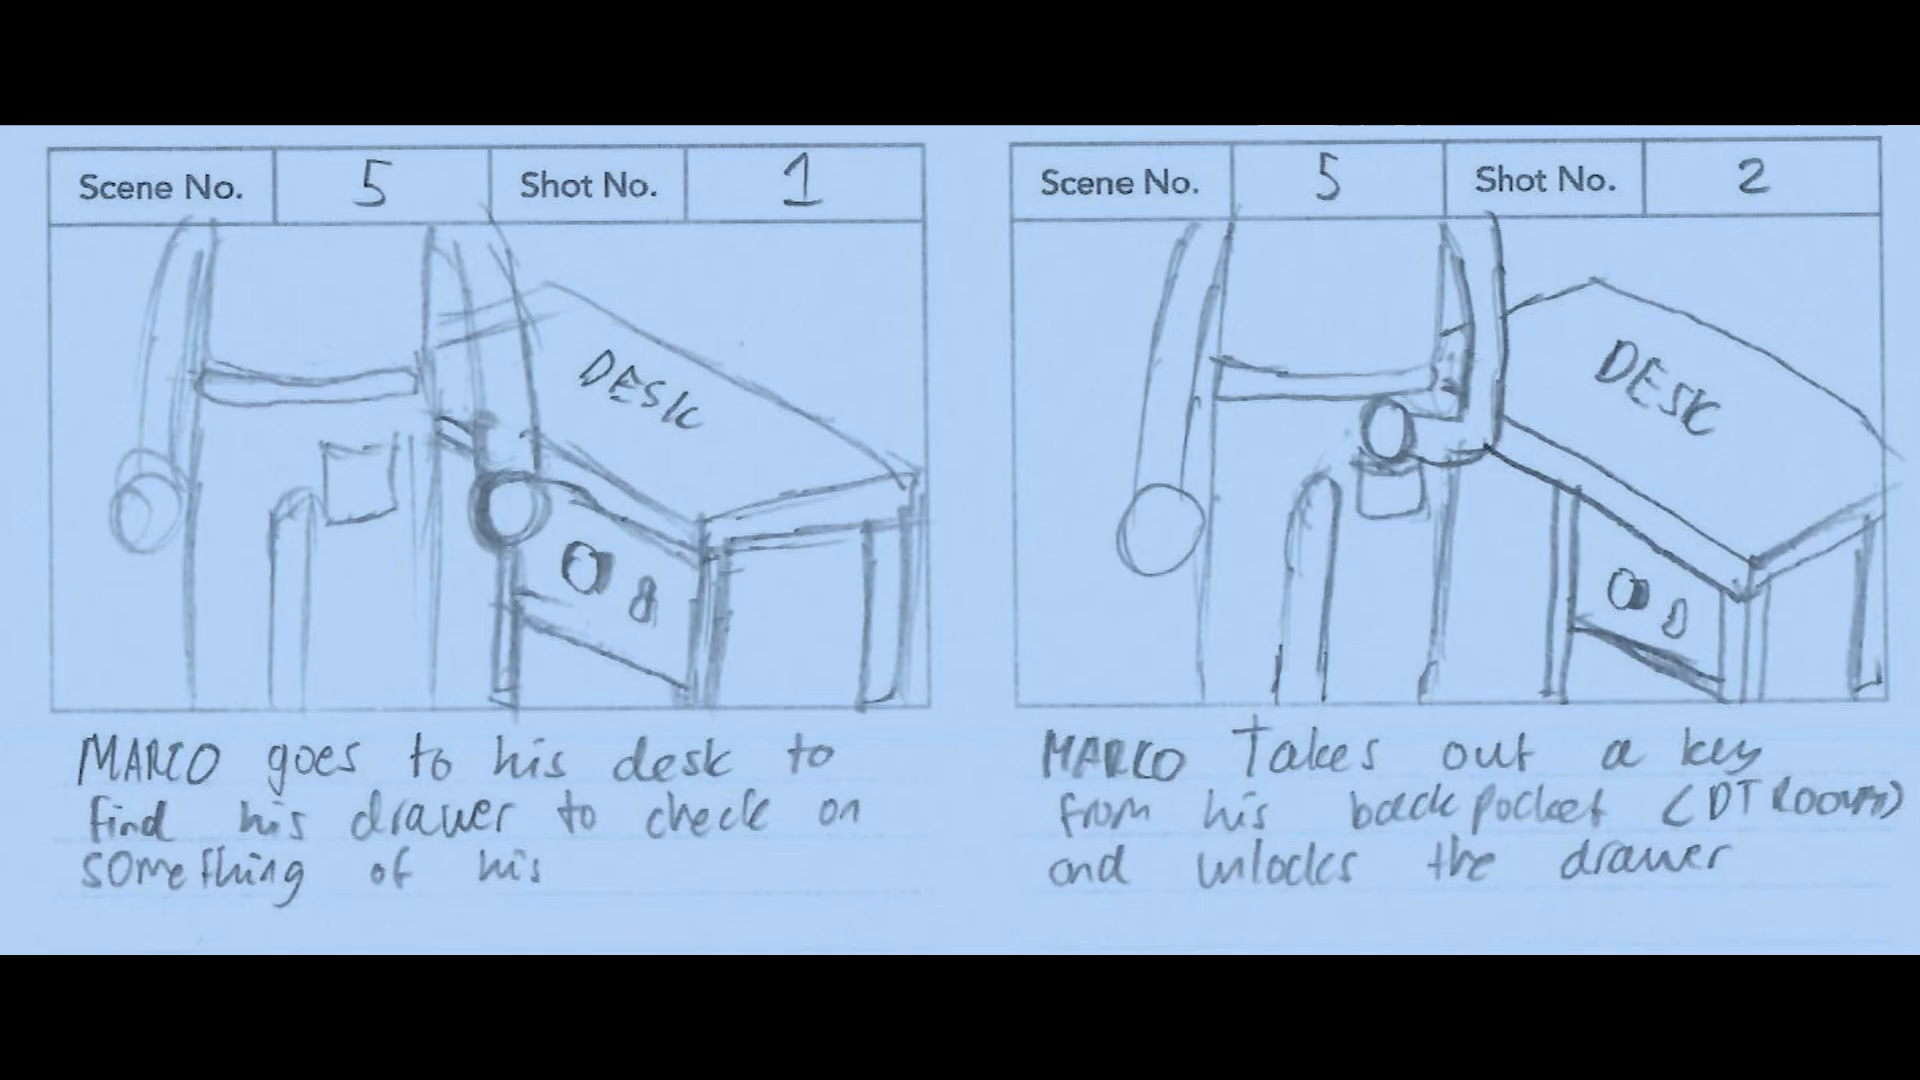 Scene No. 5 Shot No. 1
DESK
MARCO goes to his desk to
find his drawer to check on
something of his
Scene No. 5 Shot No. 2
DESK
MARCO Takes out a key
from his back pocket (DT Room)
and unlocks the drawer